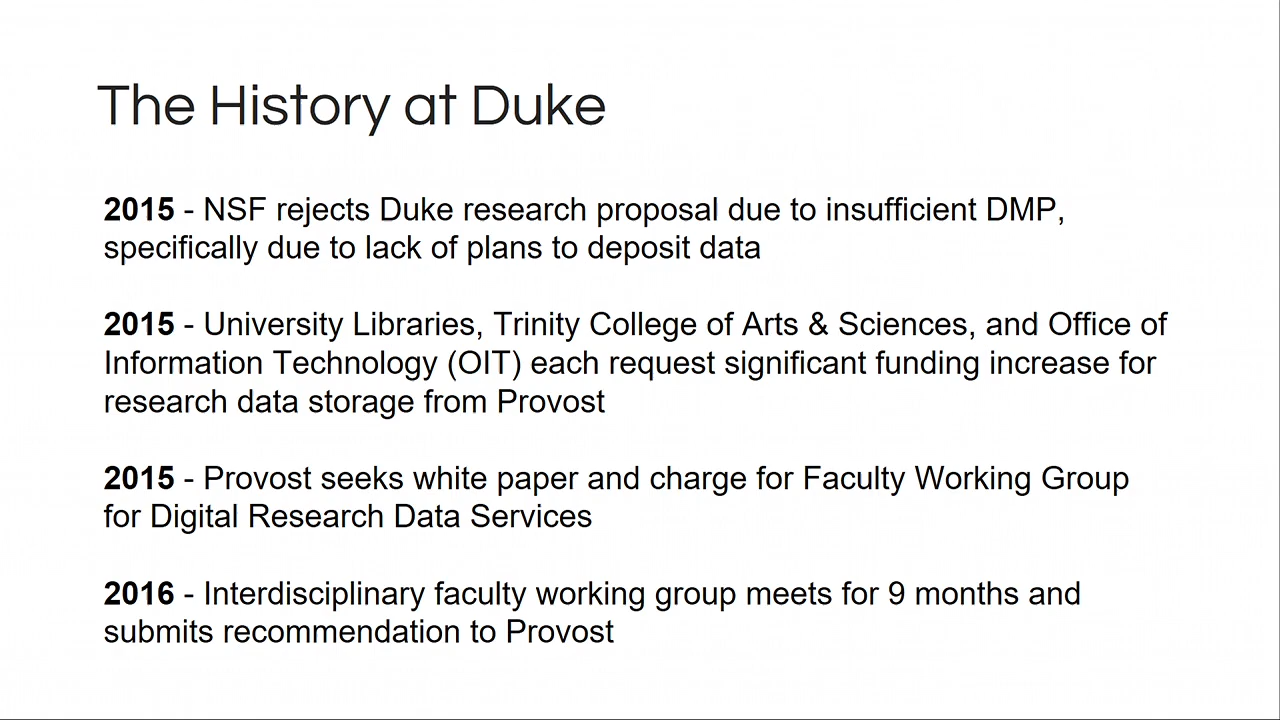 The History at Duke
2015 - NSF rejects Duke research proposal due to insufficient DMP,
specifically due to lack of plans to deposit data
2015 - University Libraries, Trinity College of Arts & Sciences, and Office of
Information Technology (OIT) each request significant funding increase for
research data storage from Provost
2015 - Provost seeks white paper and charge for Faculty Working Group
for Digital Research Data Services
2016 - Interdisciplinary faculty working group meets for 9 months and
submits recommendation to Provost